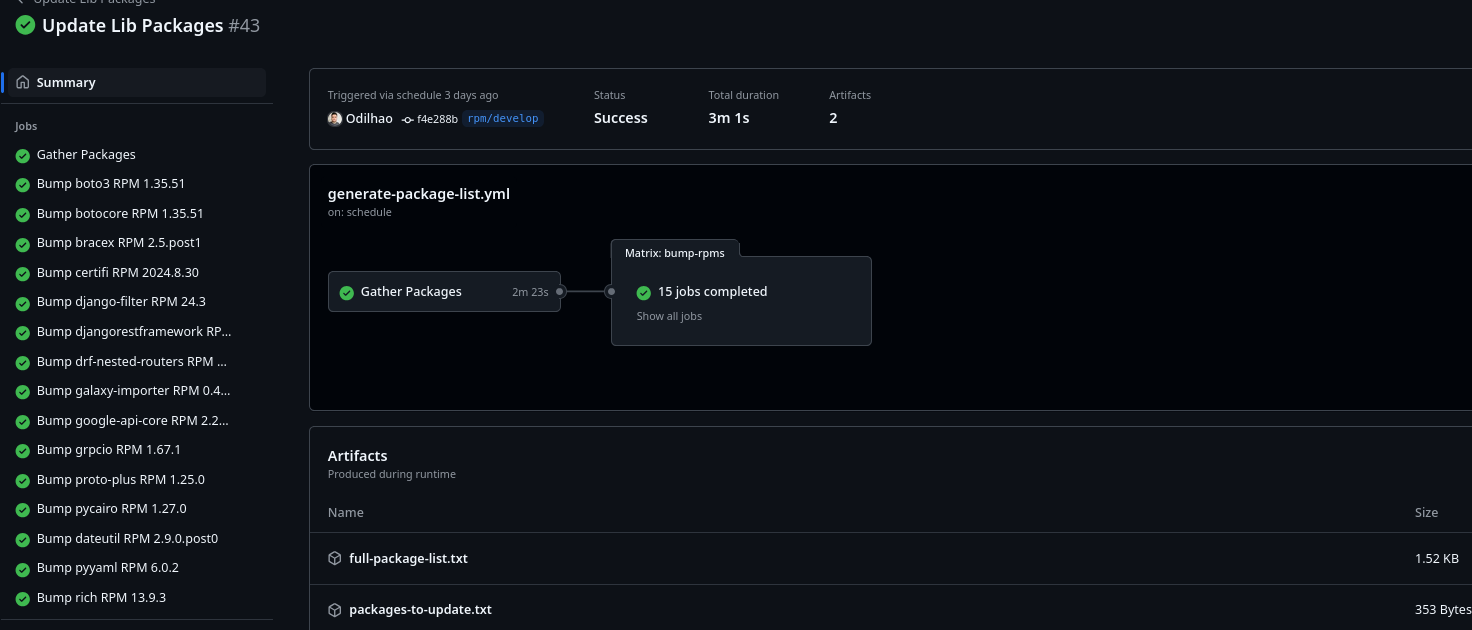 Update Lib Packages
Update Lib Packages #43
Summary
Jobs
Gather Packages
Bump boto3 RPM 1.35.51
Bump botocore RPM 1.35.51
Bump bracex RPM 2.5.post1
Bump certifi RPM 2024.8.30
Bump django-filter RPM 24.3
Bump djangorestframework RP...
Bump drf-nested-routers RPM ...
Bump galaxy-importer RPM 0.4...
Bump google-api-core RPM 2.2...
Bump grpcio RPM 1.67.1
Bump proto-plus RPM 1.25.0
Bump pycairo RPM 1.27.0
Bump dateutil RPM 2.9.0.post0
Bump pyyaml RPM 6.0.2
Bump rich RPM 13.9.3
Triggered via schedule 3 days ago
Odilhao f4e288b rpm/develop
Status
Success
Total duration
3m 1s
Artifacts
2
generate-package-list.yml
on: schedule
Gather Packages 2m 23s
Matrix: bump-rpms
15 jobs completed
Show all jobs
Artifacts
Produced during runtime
Name Size
full-package-list.txt 1.52 KB
packages-to-update.txt 353 Bytes